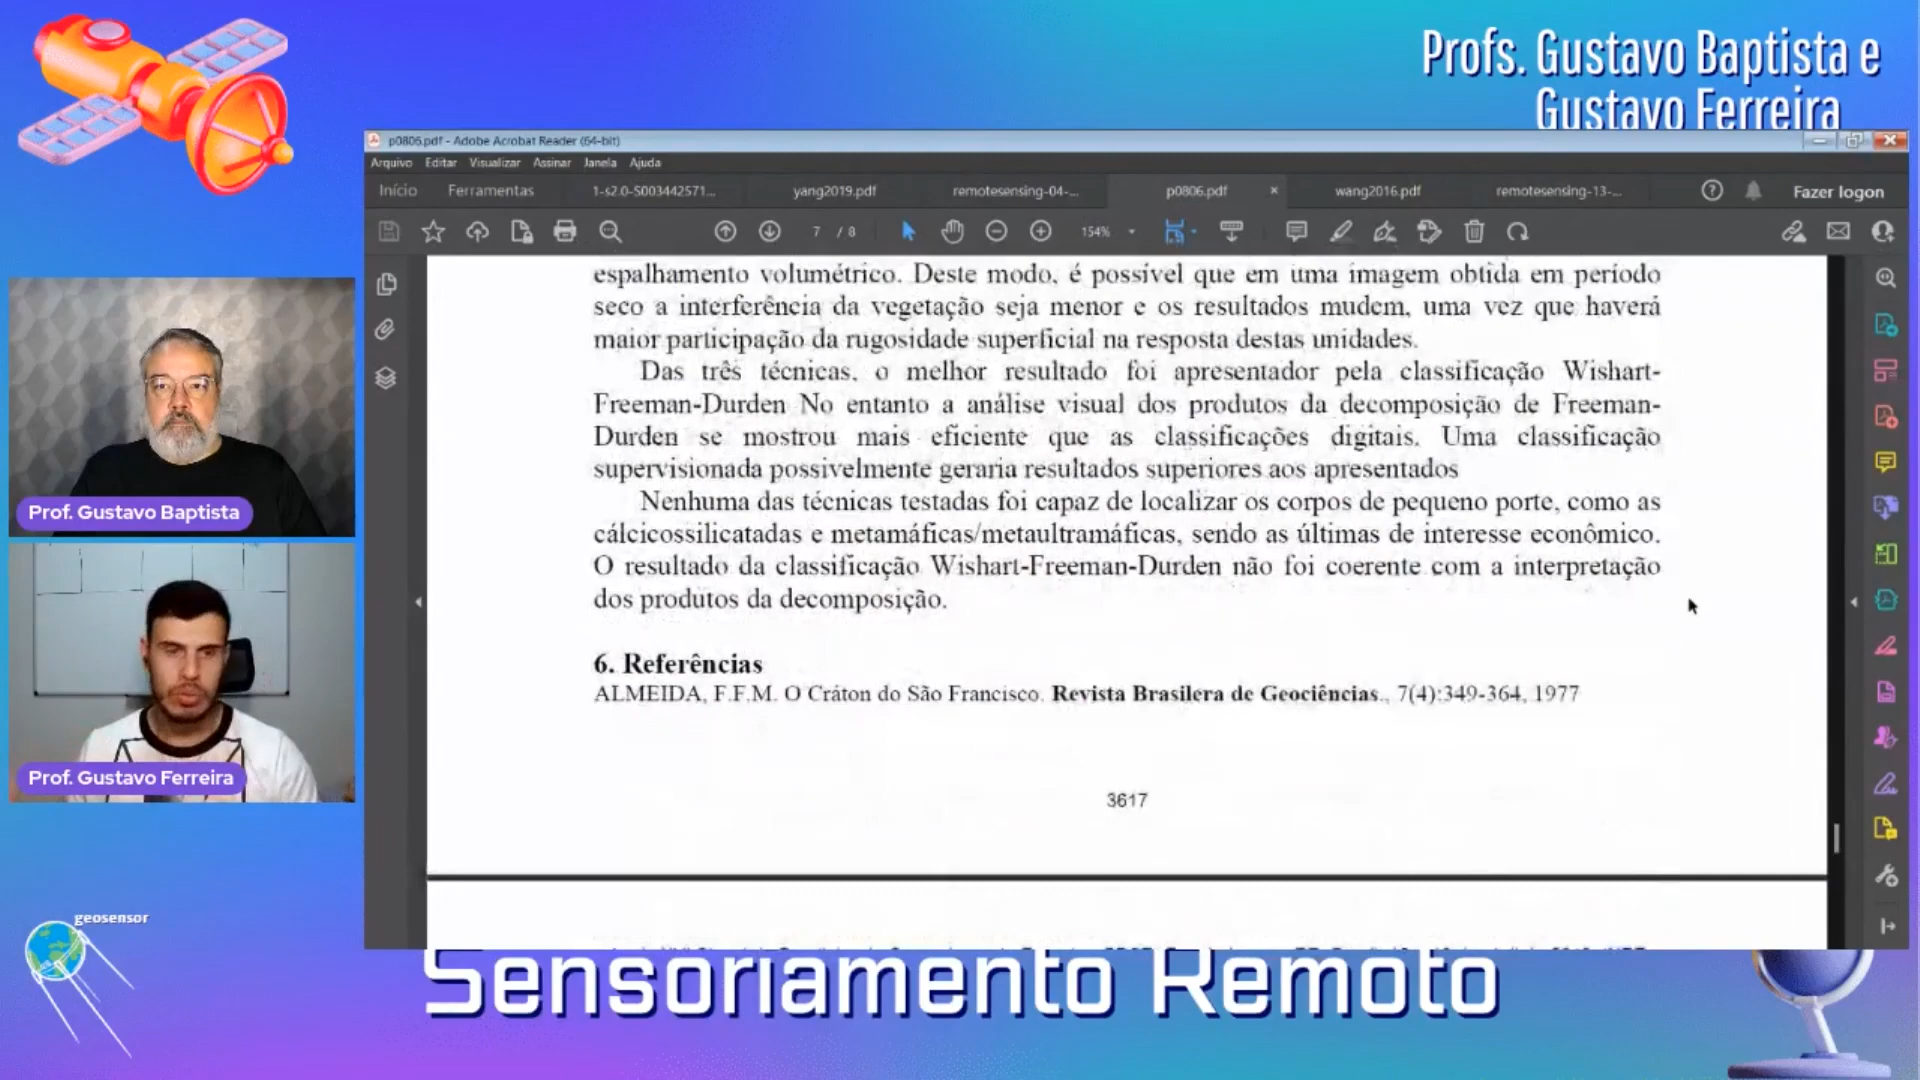 Profs. Gustavo Baptista e
Gustavo Ferreira
p0806.pdf - Adobe Acrobat Reader (64-bit)
Arquivo Editar Visualizar Assinar Janela Ajuda
Início Ferramentas 1-s2.0-S003442571... yang2019.pdf remotesensing-04-... p0806.pdf × wang2016.pdf remotesensing-13-... Fazer logon
7 / 8 154%
espalhamento volumétrico. Deste modo, é possível que em uma imagem obtida em período
seco a interferência da vegetação seja menor e os resultados mudem, uma vez que haverá
maior participação da rugosidade superficial na resposta destas unidades.
Das três técnicas, o melhor resultado foi apresentador pela classificação Wishart-
Freeman-Durden No entanto a análise visual dos produtos da decomposição de Freeman-
Durden se mostrou mais eficiente que as classificações digitais. Uma classificação
supervisionada possivelmente geraria resultados superiores aos apresentados
Nenhuma das técnicas testadas foi capaz de localizar os corpos de pequeno porte, como as
cálcicossilicatadas e metamáficas/metaultramáficas, sendo as últimas de interesse econômico.
O resultado da classificação Wishart-Freeman-Durden não foi coerente com a interpretação
dos produtos da decomposição.
6. Referências
ALMEIDA, F.F.M. O Cráton do São Francisco. Revista Brasilera de Geociências., 7(4):349-364, 1977
3617
Prof. Gustavo Baptista
Prof. Gustavo Ferreira
geosensor
Sensoriamento Remoto